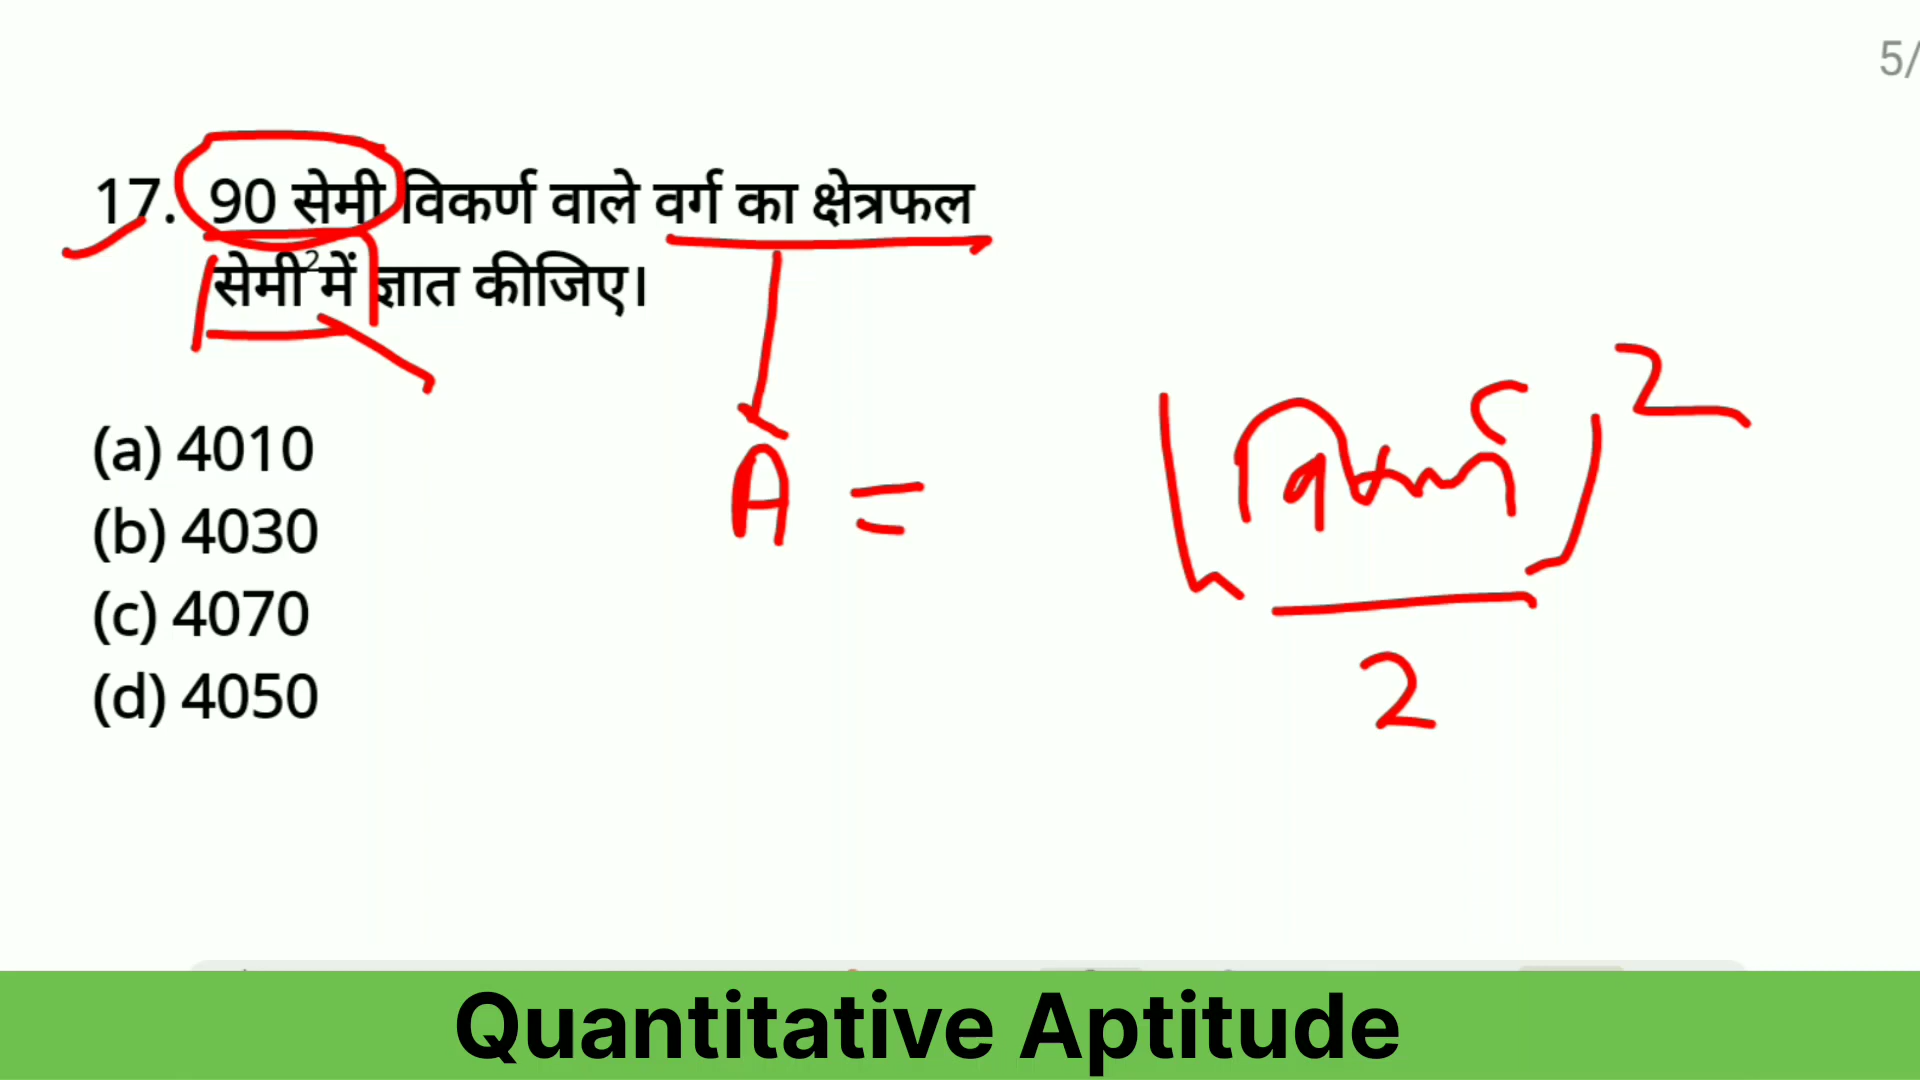 5/
17. 90 सेमी विकर्ण वाले वर्ग का क्षेत्रफल
सेमी² में ज्ञात कीजिए।
(a) 4010
(b) 4030
(c) 4070
(d) 4050
A = (विकर्ण)²
2
Quantitative Aptitude